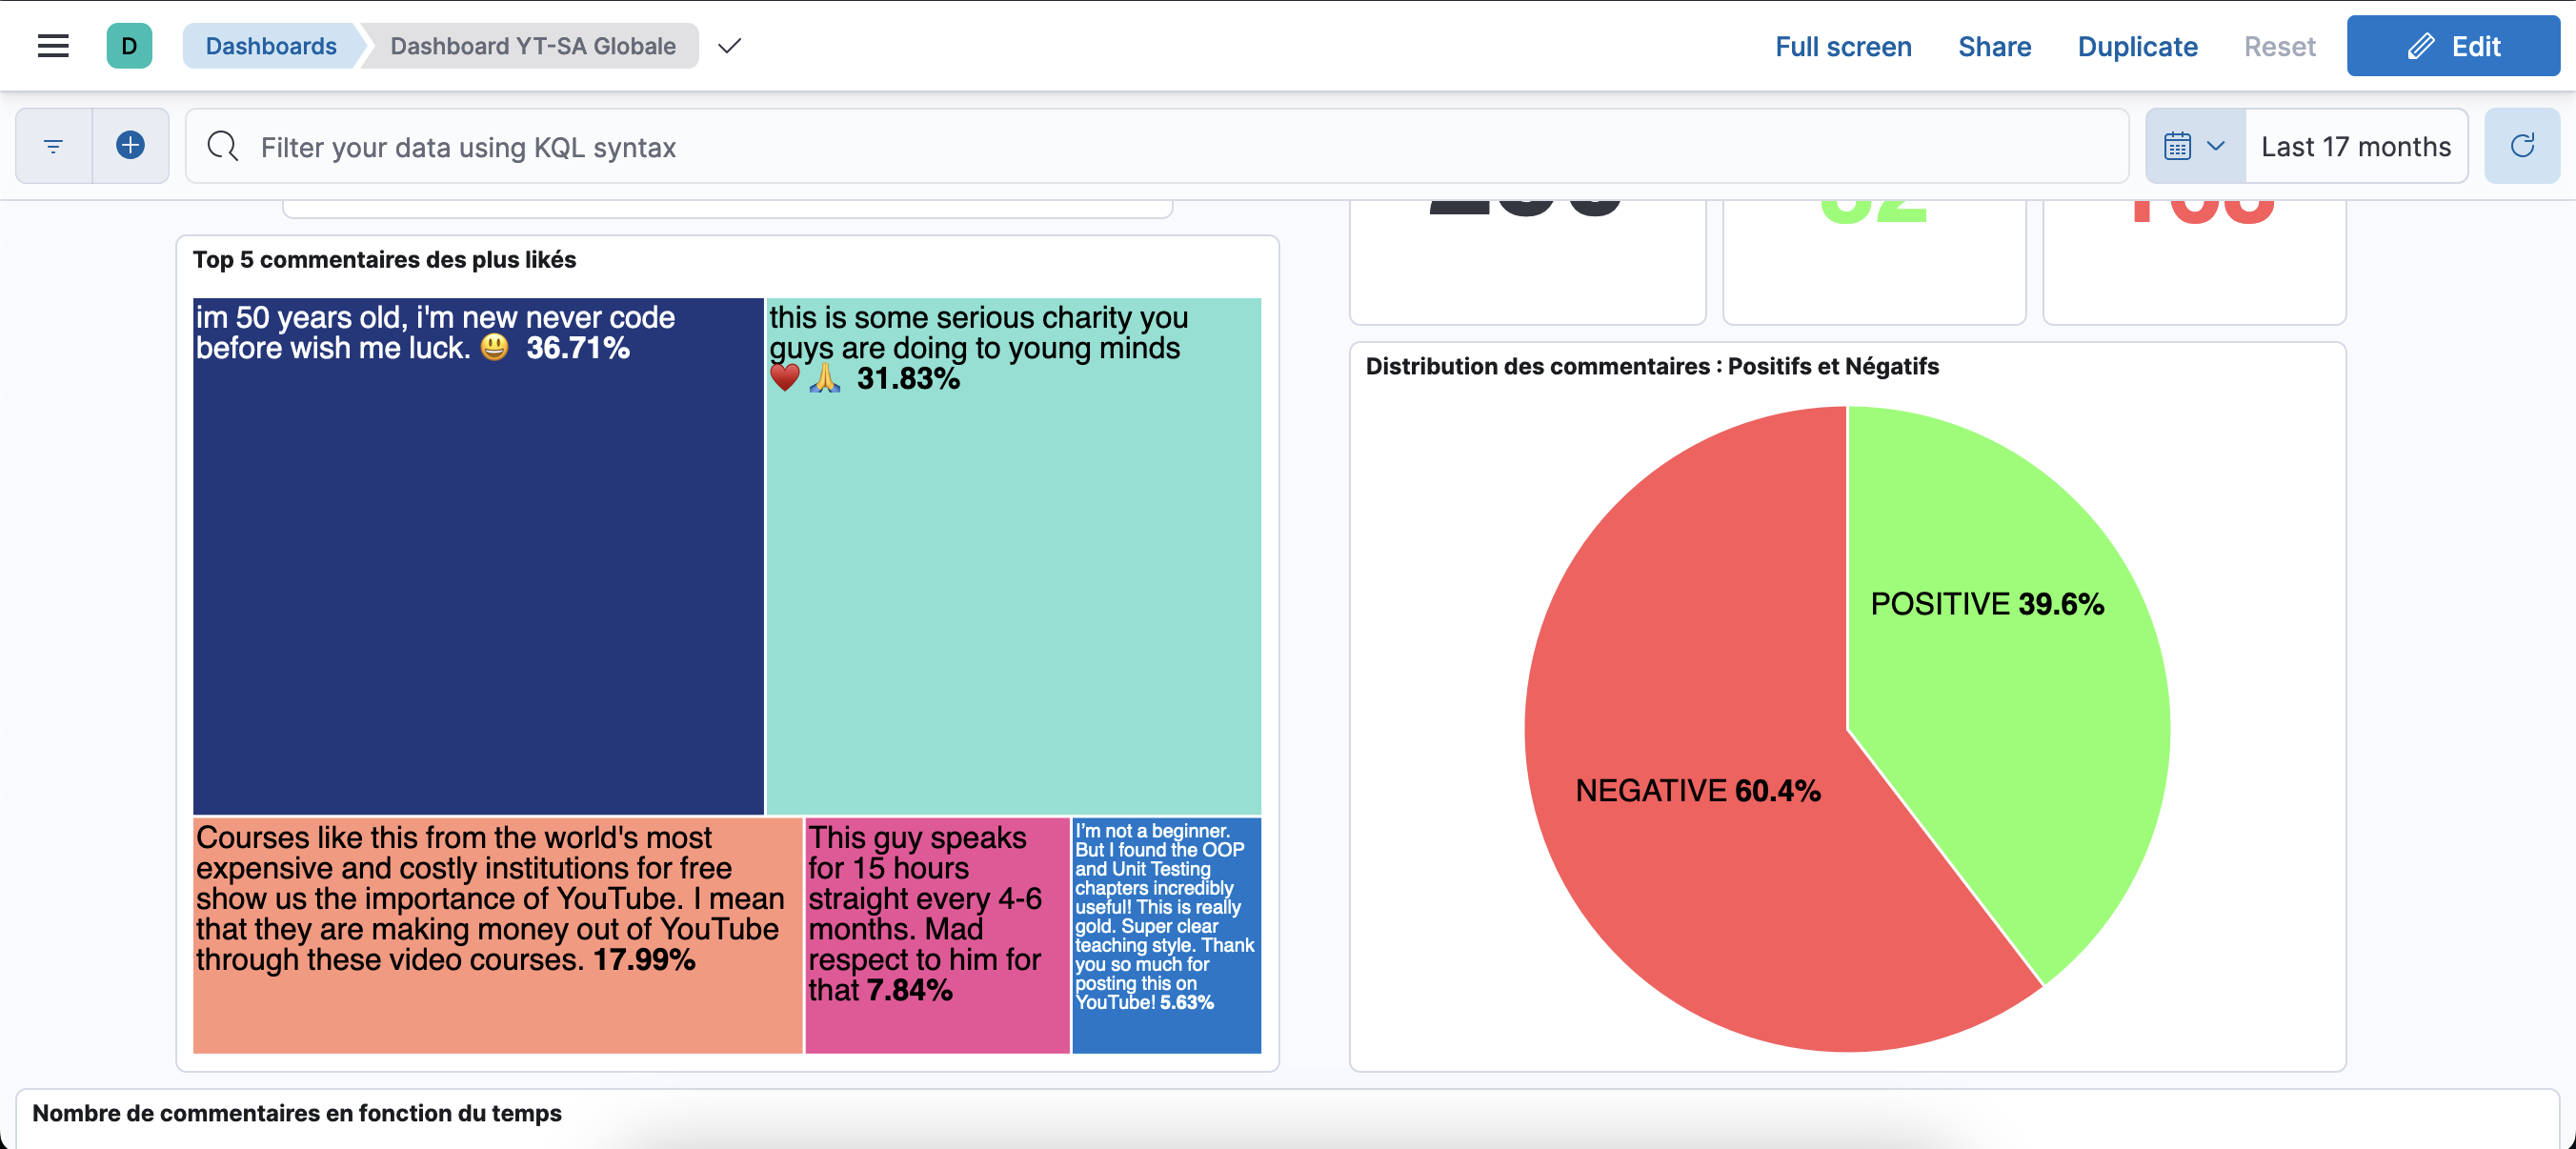 D
Dashboards
Dashboard YT-SA Globale
Full screen
Share
Duplicate
Reset
Edit
Filter your data using KQL syntax
Last 17 months
Top 5 commentaires des plus likés
im 50 years old, i'm new never code
before wish me luck. 😃 36.71%
this is some serious charity you
guys are doing to young minds
❤️ 🙏 31.83%
Courses like this from the world's most
expensive and costly institutions for free
show us the importance of YouTube. I mean
that they are making money out of YouTube
through these video courses. 17.99%
This guy speaks
for 15 hours
straight every 4-6
months. Mad
respect to him for
that 7.84%
I'm not a beginner.
But I found the OOP
and Unit Testing
chapters incredibly
useful! This is really
gold. Super clear
teaching style. Thank
you so much for
posting this on
YouTube! 5.63%
Distribution des commentaires : Positifs et Négatifs
POSITIVE 39.6%
NEGATIVE 60.4%
Nombre de commentaires en fonction du temps